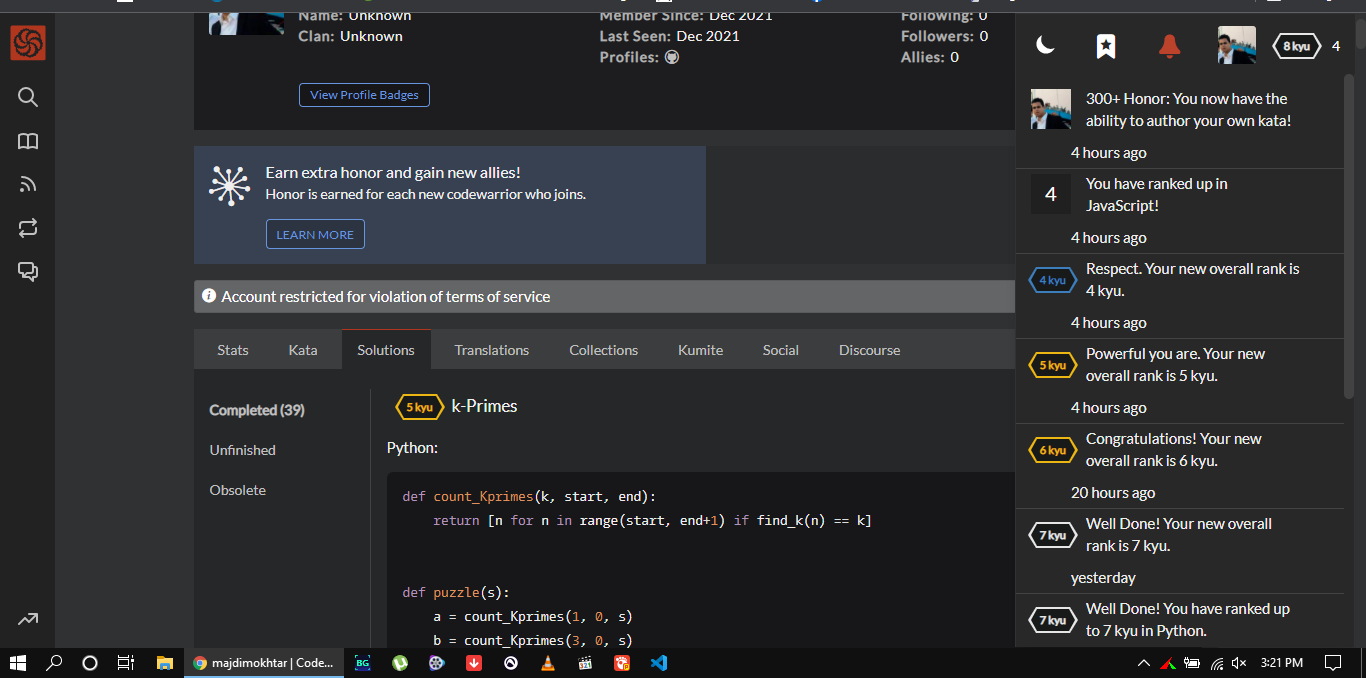 Name: Unknown
Clan: Unknown
Member Since: Dec 2021
Last Seen: Dec 2021
Profiles:
Following: 0
Followers: 0
Allies: 0
View Profile Badges
Earn extra honor and gain new allies!
Honor is earned for each new codewarrior who joins.
LEARN MORE
Account restricted for violation of terms of service
Stats Kata Solutions Translations Collections Kumite Social Discourse
Completed (39)
Unfinished
Obsolete
5 kyu k-Primes
Python:
def count_Kprimes(k, start, end):
return [n for n in range(start, end+1) if find_k(n) == k]
def puzzle(s):
a = count_Kprimes(1, 0, s)
b = count_Kprimes(3, 0, s)
8 kyu 4
300+ Honor: You now have the
ability to author your own kata!
4 hours ago
4 You have ranked up in
JavaScript!
4 hours ago
4 kyu Respect. Your new overall rank is
4 kyu.
4 hours ago
5 kyu Powerful you are. Your new
overall rank is 5 kyu.
4 hours ago
6 kyu Congratulations! Your new
overall rank is 6 kyu.
20 hours ago
7 kyu Well Done! Your new overall
rank is 7 kyu.
yesterday
7 kyu Well Done! You have ranked up
to 7 kyu in Python.
majdimokhtar | Code...
BG
321
3:21 PM